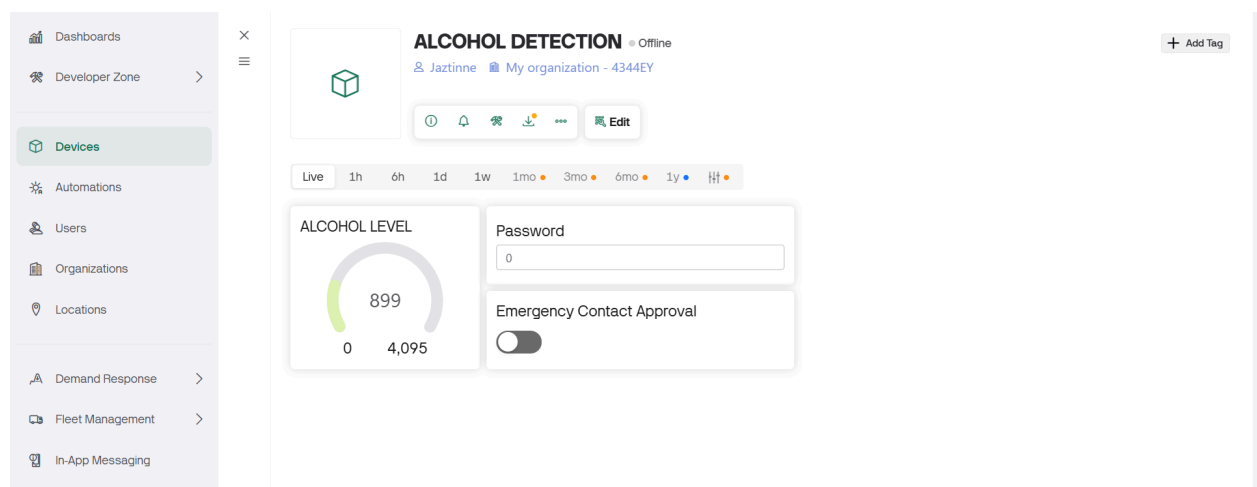 Dashboards
Developer Zone
Devices
Automations
Users
Organizations
Locations
Demand Response
Fleet Management
In-App Messaging
ALCOHOL DETECTION Offline
Jaztinne My organization - 4344EY
Edit
Add Tag
Live 1h 6h 1d 1w 1mo 3mo 6mo 1y
ALCOHOL LEVEL
899
0 4,095
Password
0
Emergency Contact Approval